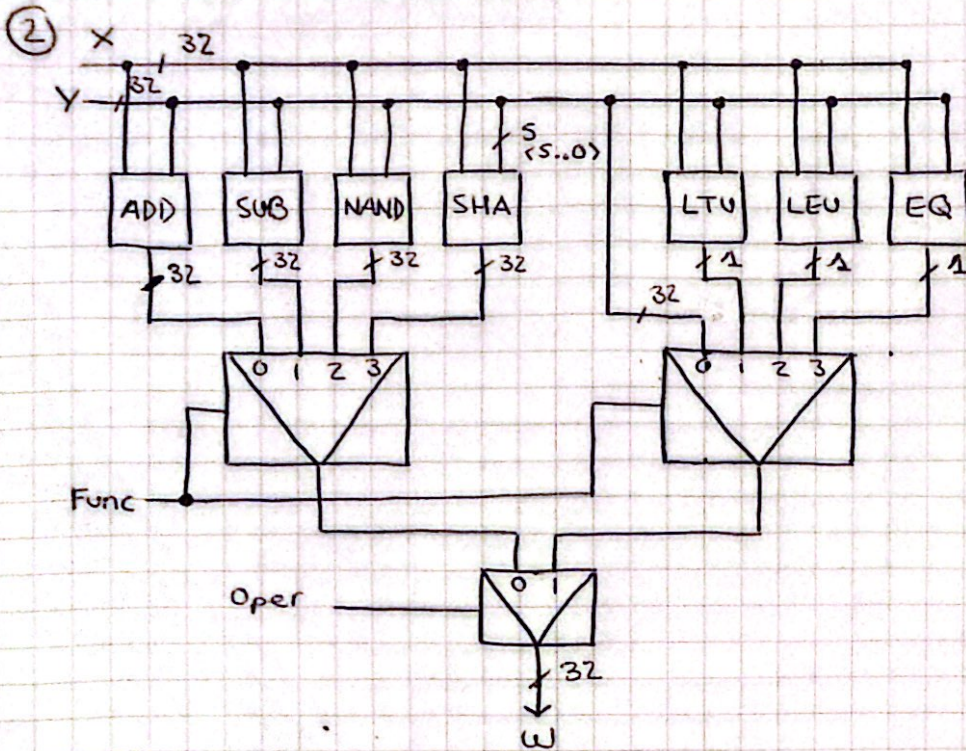 2
X 32
Y 32
5
<5..0>
ADD SUB NAND SHA LTU LEU EQ
32 32 32 32 1 1 1
32
0 1 2 3 0 1 2 3
Func
0 1
Oper
32
W